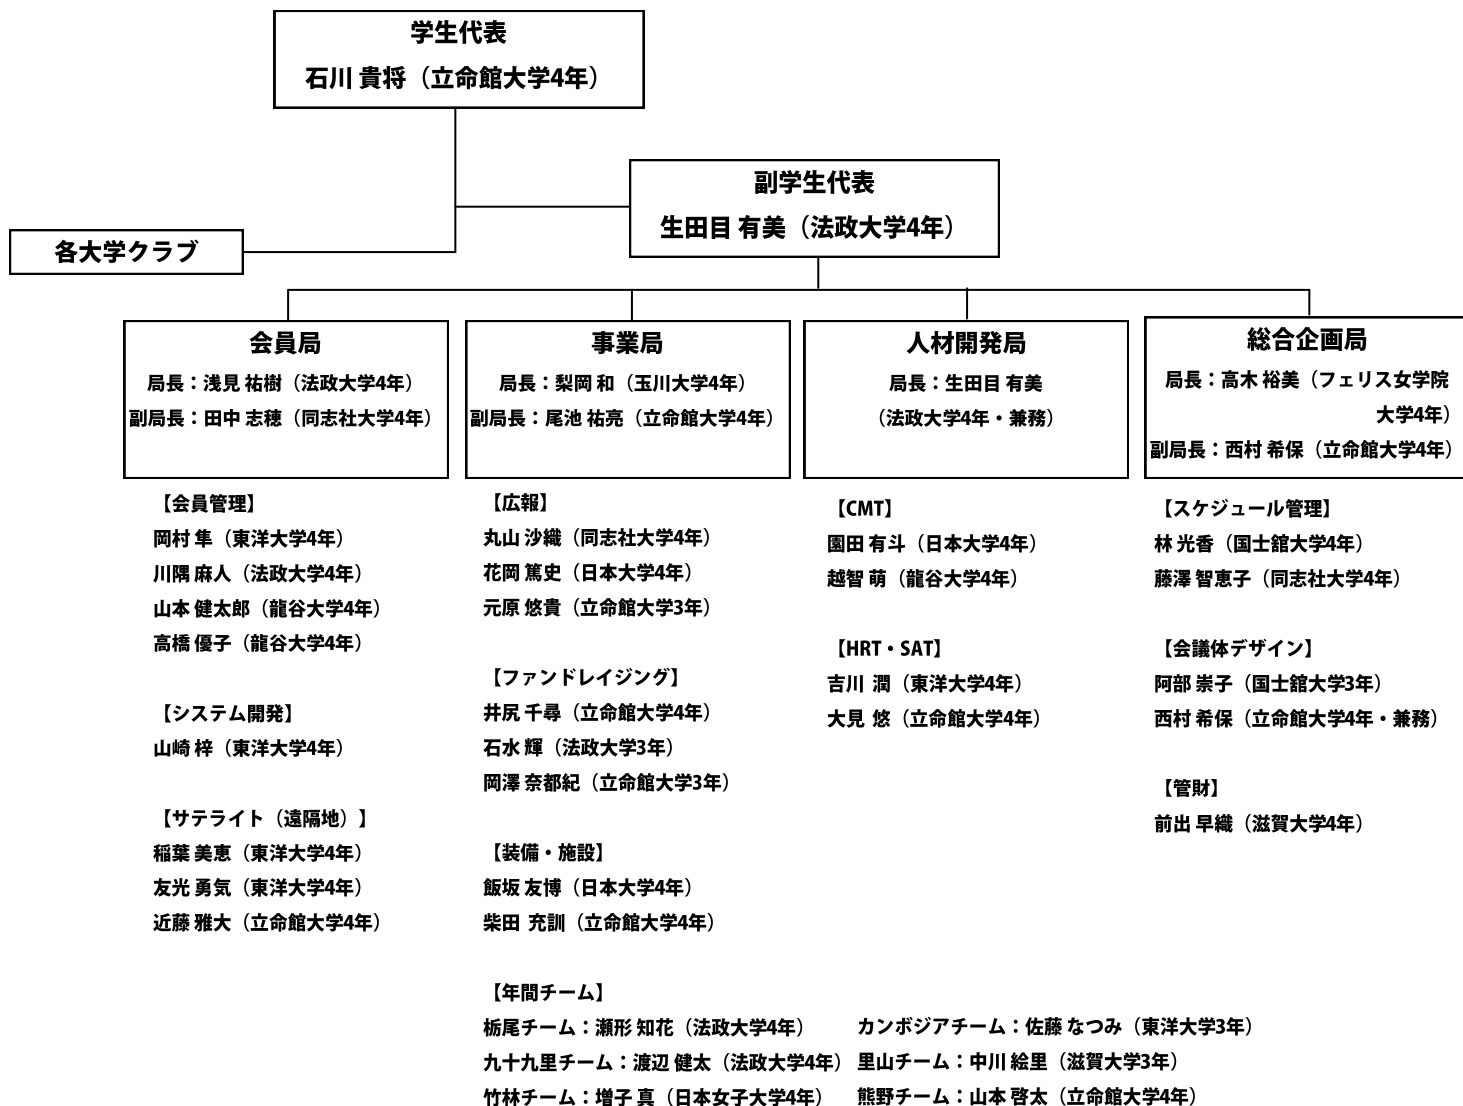 学生代表
石川 貴将（立命館大学4年）
副学生代表
生田目 有美（法政大学4年）
各大学クラブ
会員局
局長：浅見 祐樹（法政大学4年）
副局長：田中 志穂（同志社大学4年）
事業局
局長：梨岡 和（玉川大学4年）
副局長：尾池 祐亮（立命館大学4年）
人材開発局
局長：生田目 有美
（法政大学4年・兼務）
総合企画局
局長：高木 裕美（フェリス女学院
大学4年）
副局長：西村 希保（立命館大学4年）
【会員管理】
岡村 隼（東洋大学4年）
川隅 麻人（法政大学4年）
山本 健太郎（龍谷大学4年）
高橋 優子（龍谷大学4年）
【システム開発】
山崎 梓（東洋大学4年）
【サテライト（遠隔地）】
稲葉 美恵（東洋大学4年）
友光 勇気（東洋大学4年）
近藤 雅大（立命館大学4年）
【広報】
丸山 沙織（同志社大学4年）
花岡 篤史（日本大学4年）
元原 悠貴（立命館大学3年）
【ファンドレイジング】
井尻 千尋（立命館大学4年）
石水 輝（法政大学3年）
岡澤 奈都紀（立命館大学3年）
【装備・施設】
飯坂 友博（日本大学4年）
柴田 充訓（立命館大学4年）
【CMT】
園田 有斗（日本大学4年）
越智 萌（龍谷大学4年）
【HRT・SAT】
吉川 潤（東洋大学4年）
大見 悠（立命館大学4年）
【スケジュール管理】
林 光香（国士舘大学4年）
藤澤 智恵子（同志社大学4年）
【会議体デザイン】
阿部 崇子（国士舘大学3年）
西村 希保（立命館大学4年・兼務）
【管財】
前出 早織（滋賀大学4年）
【年間チーム】
栃尾チーム：瀬形 知花（法政大学4年）
カンボジアチーム：佐藤 なつみ（東洋大学3年）
九十九里チーム：渡辺 健太（法政大学4年）
里山チーム：中川 絵里（滋賀大学3年）
竹林チーム：増子 真（日本女子大学4年）
熊野チーム：山本 啓太（立命館大学4年）